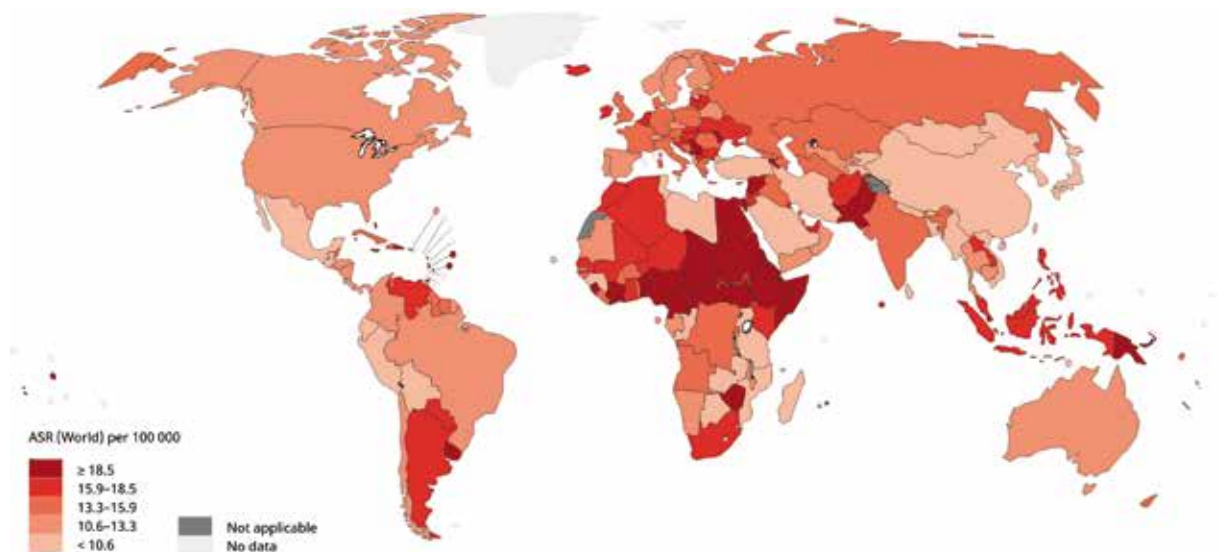 ASR (World) per 100 000
≥ 18.5
15.9–18.5
13.3–15.9
10.6–13.3
< 10.6
Not applicable
No data